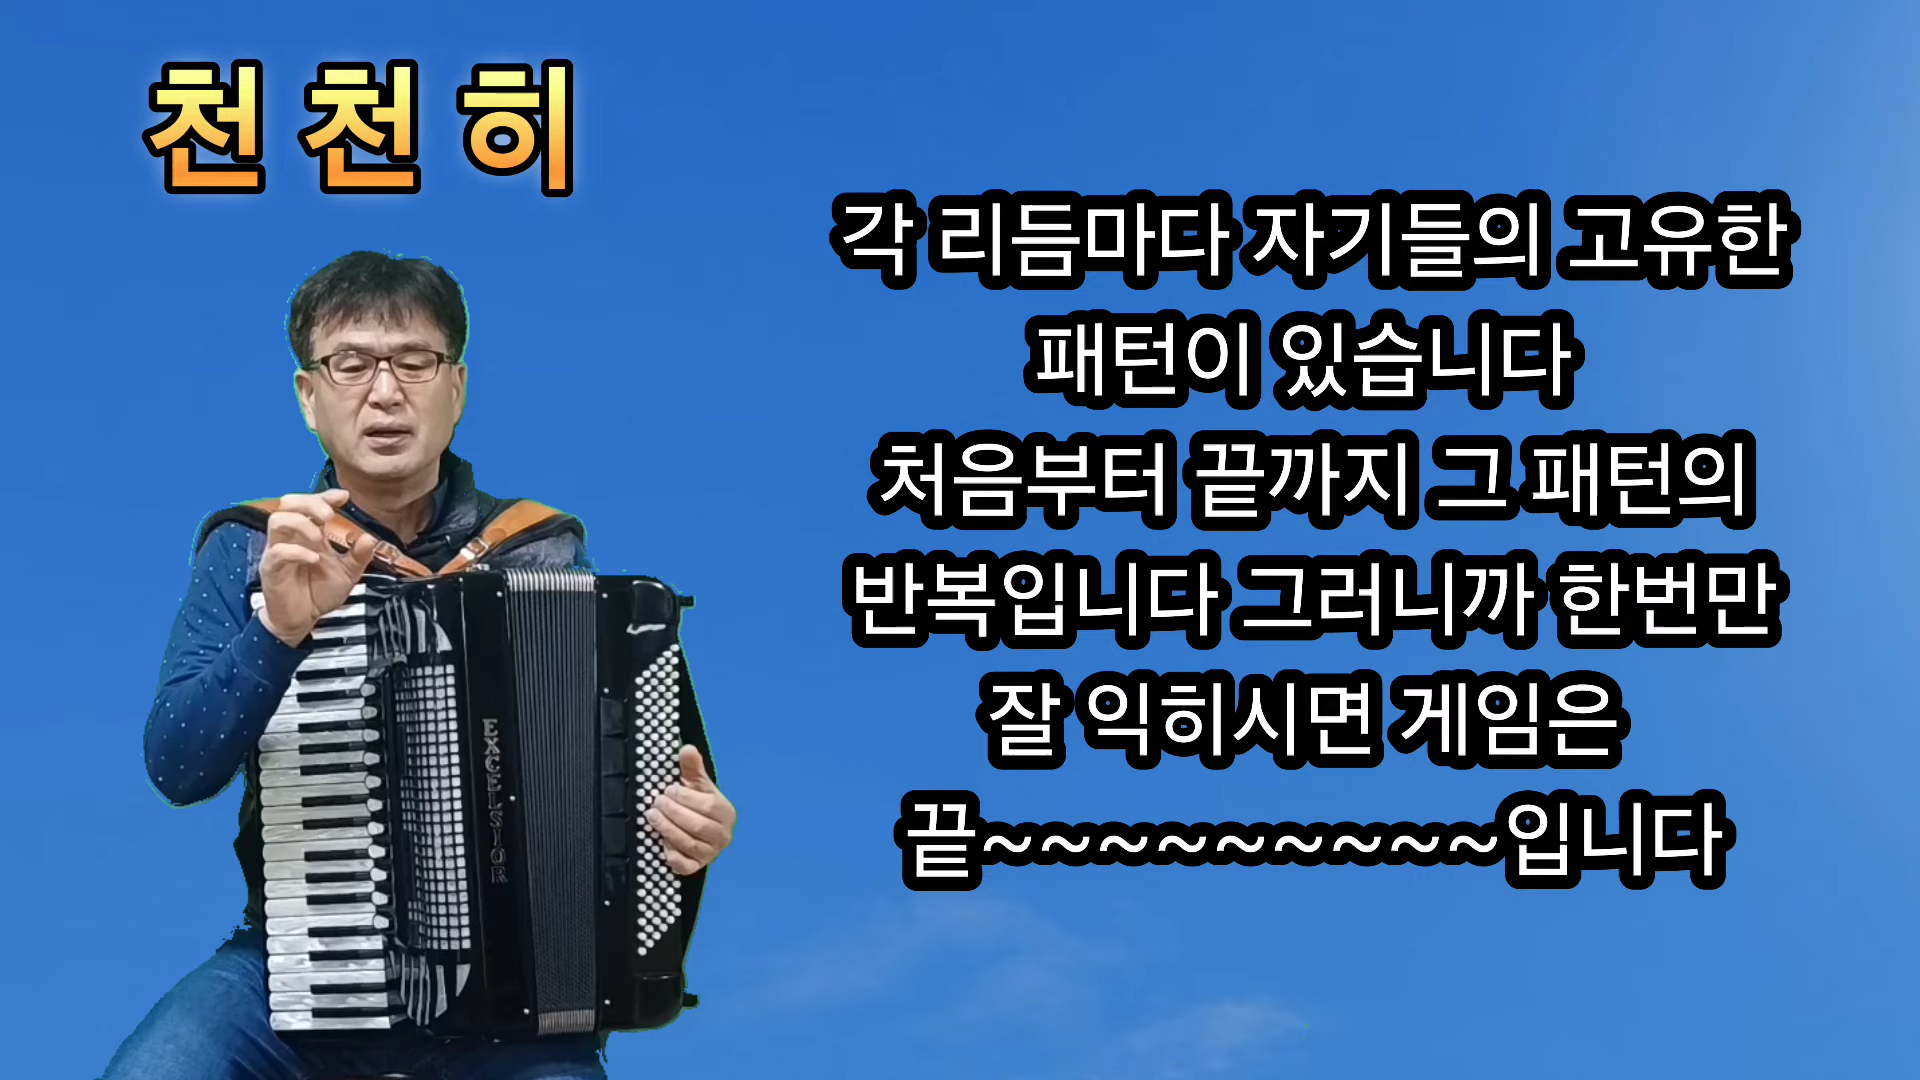 천천히
각 리듬마다 자기들의 고유한
패턴이 있습니다
처음부터 끝까지 그 패턴의
반복입니다 그러니까 한번만
잘 익히시면 게임은
끝~~~~~~~~~입니다
EXCELSIOR